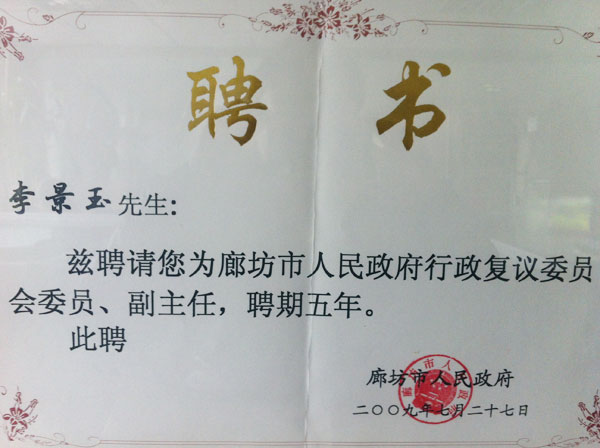 聘书
李景玉先生:
兹聘请您为廊坊市人民政府行政复议委员
会委员、副主任，聘期五年。
此聘
廊坊市人民政府
二〇〇九年七月二十七日